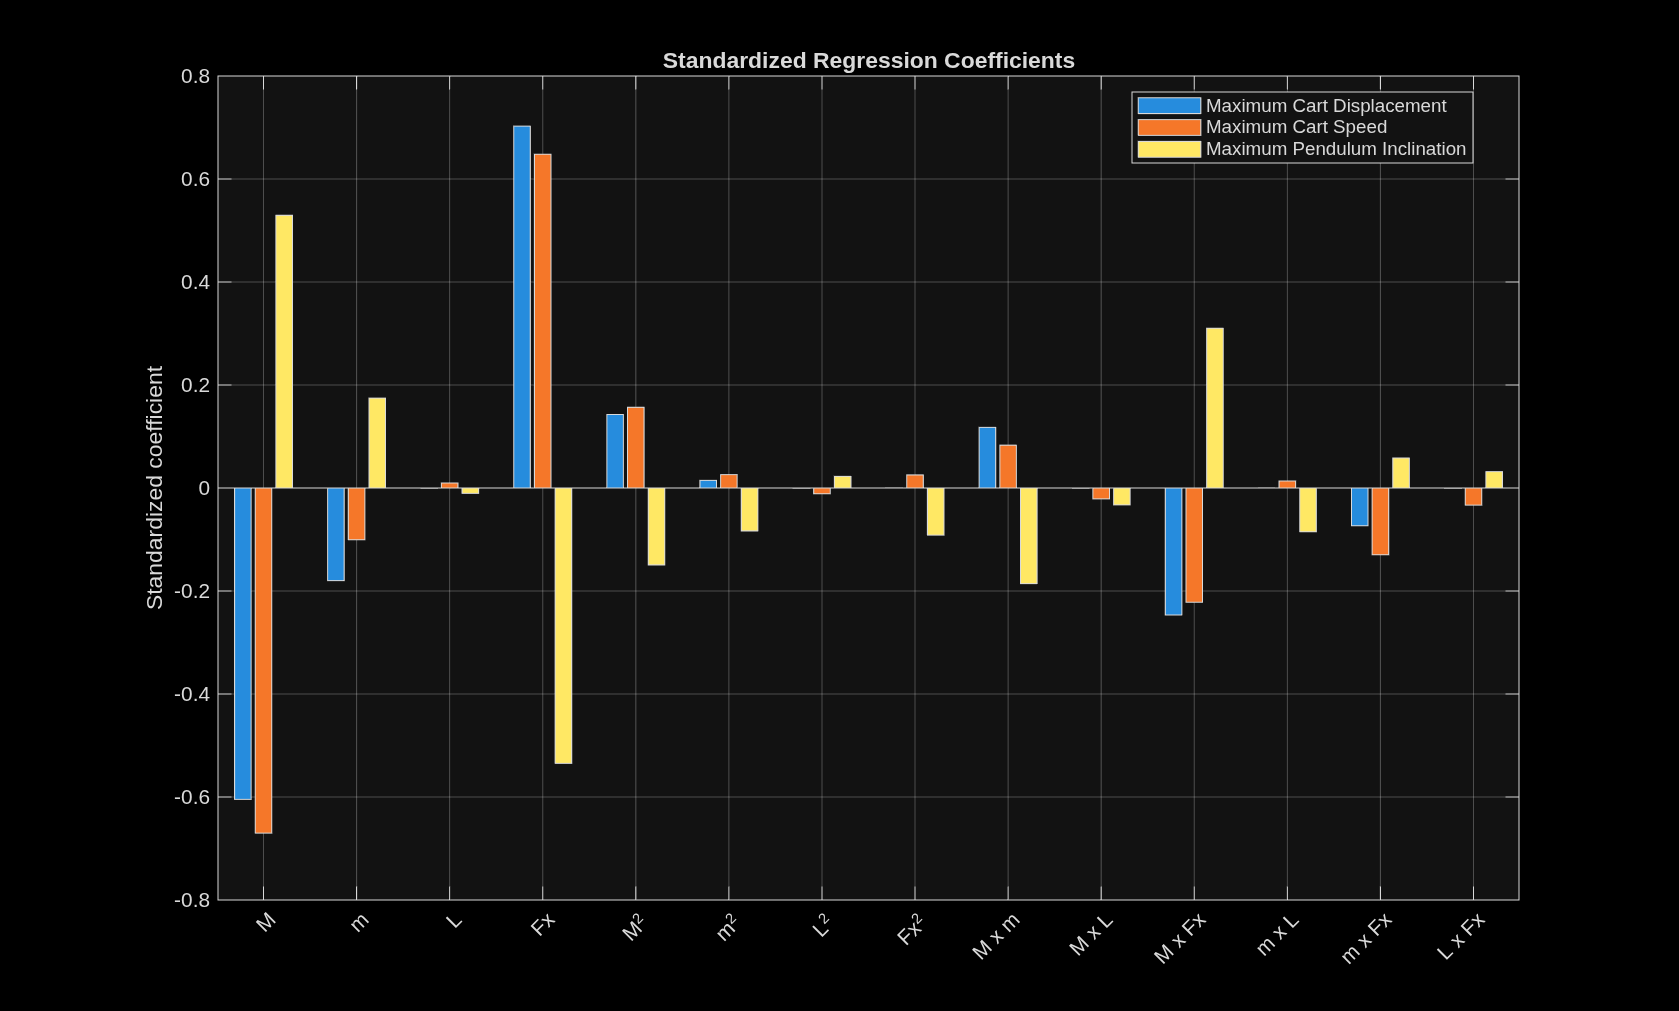 Standardized Regression Coefficients
Maximum Cart Displacement
Maximum Cart Speed
Maximum Pendulum Inclination
Standardized coefficient
0.8
0.6
0.4
0.2
0
-0.2
-0.4
-0.6
-0.8
M
m
L
Fx
M²
m²
L²
Fx²
M x m
M x L
M x Fx
m x L
m x Fx
L x Fx